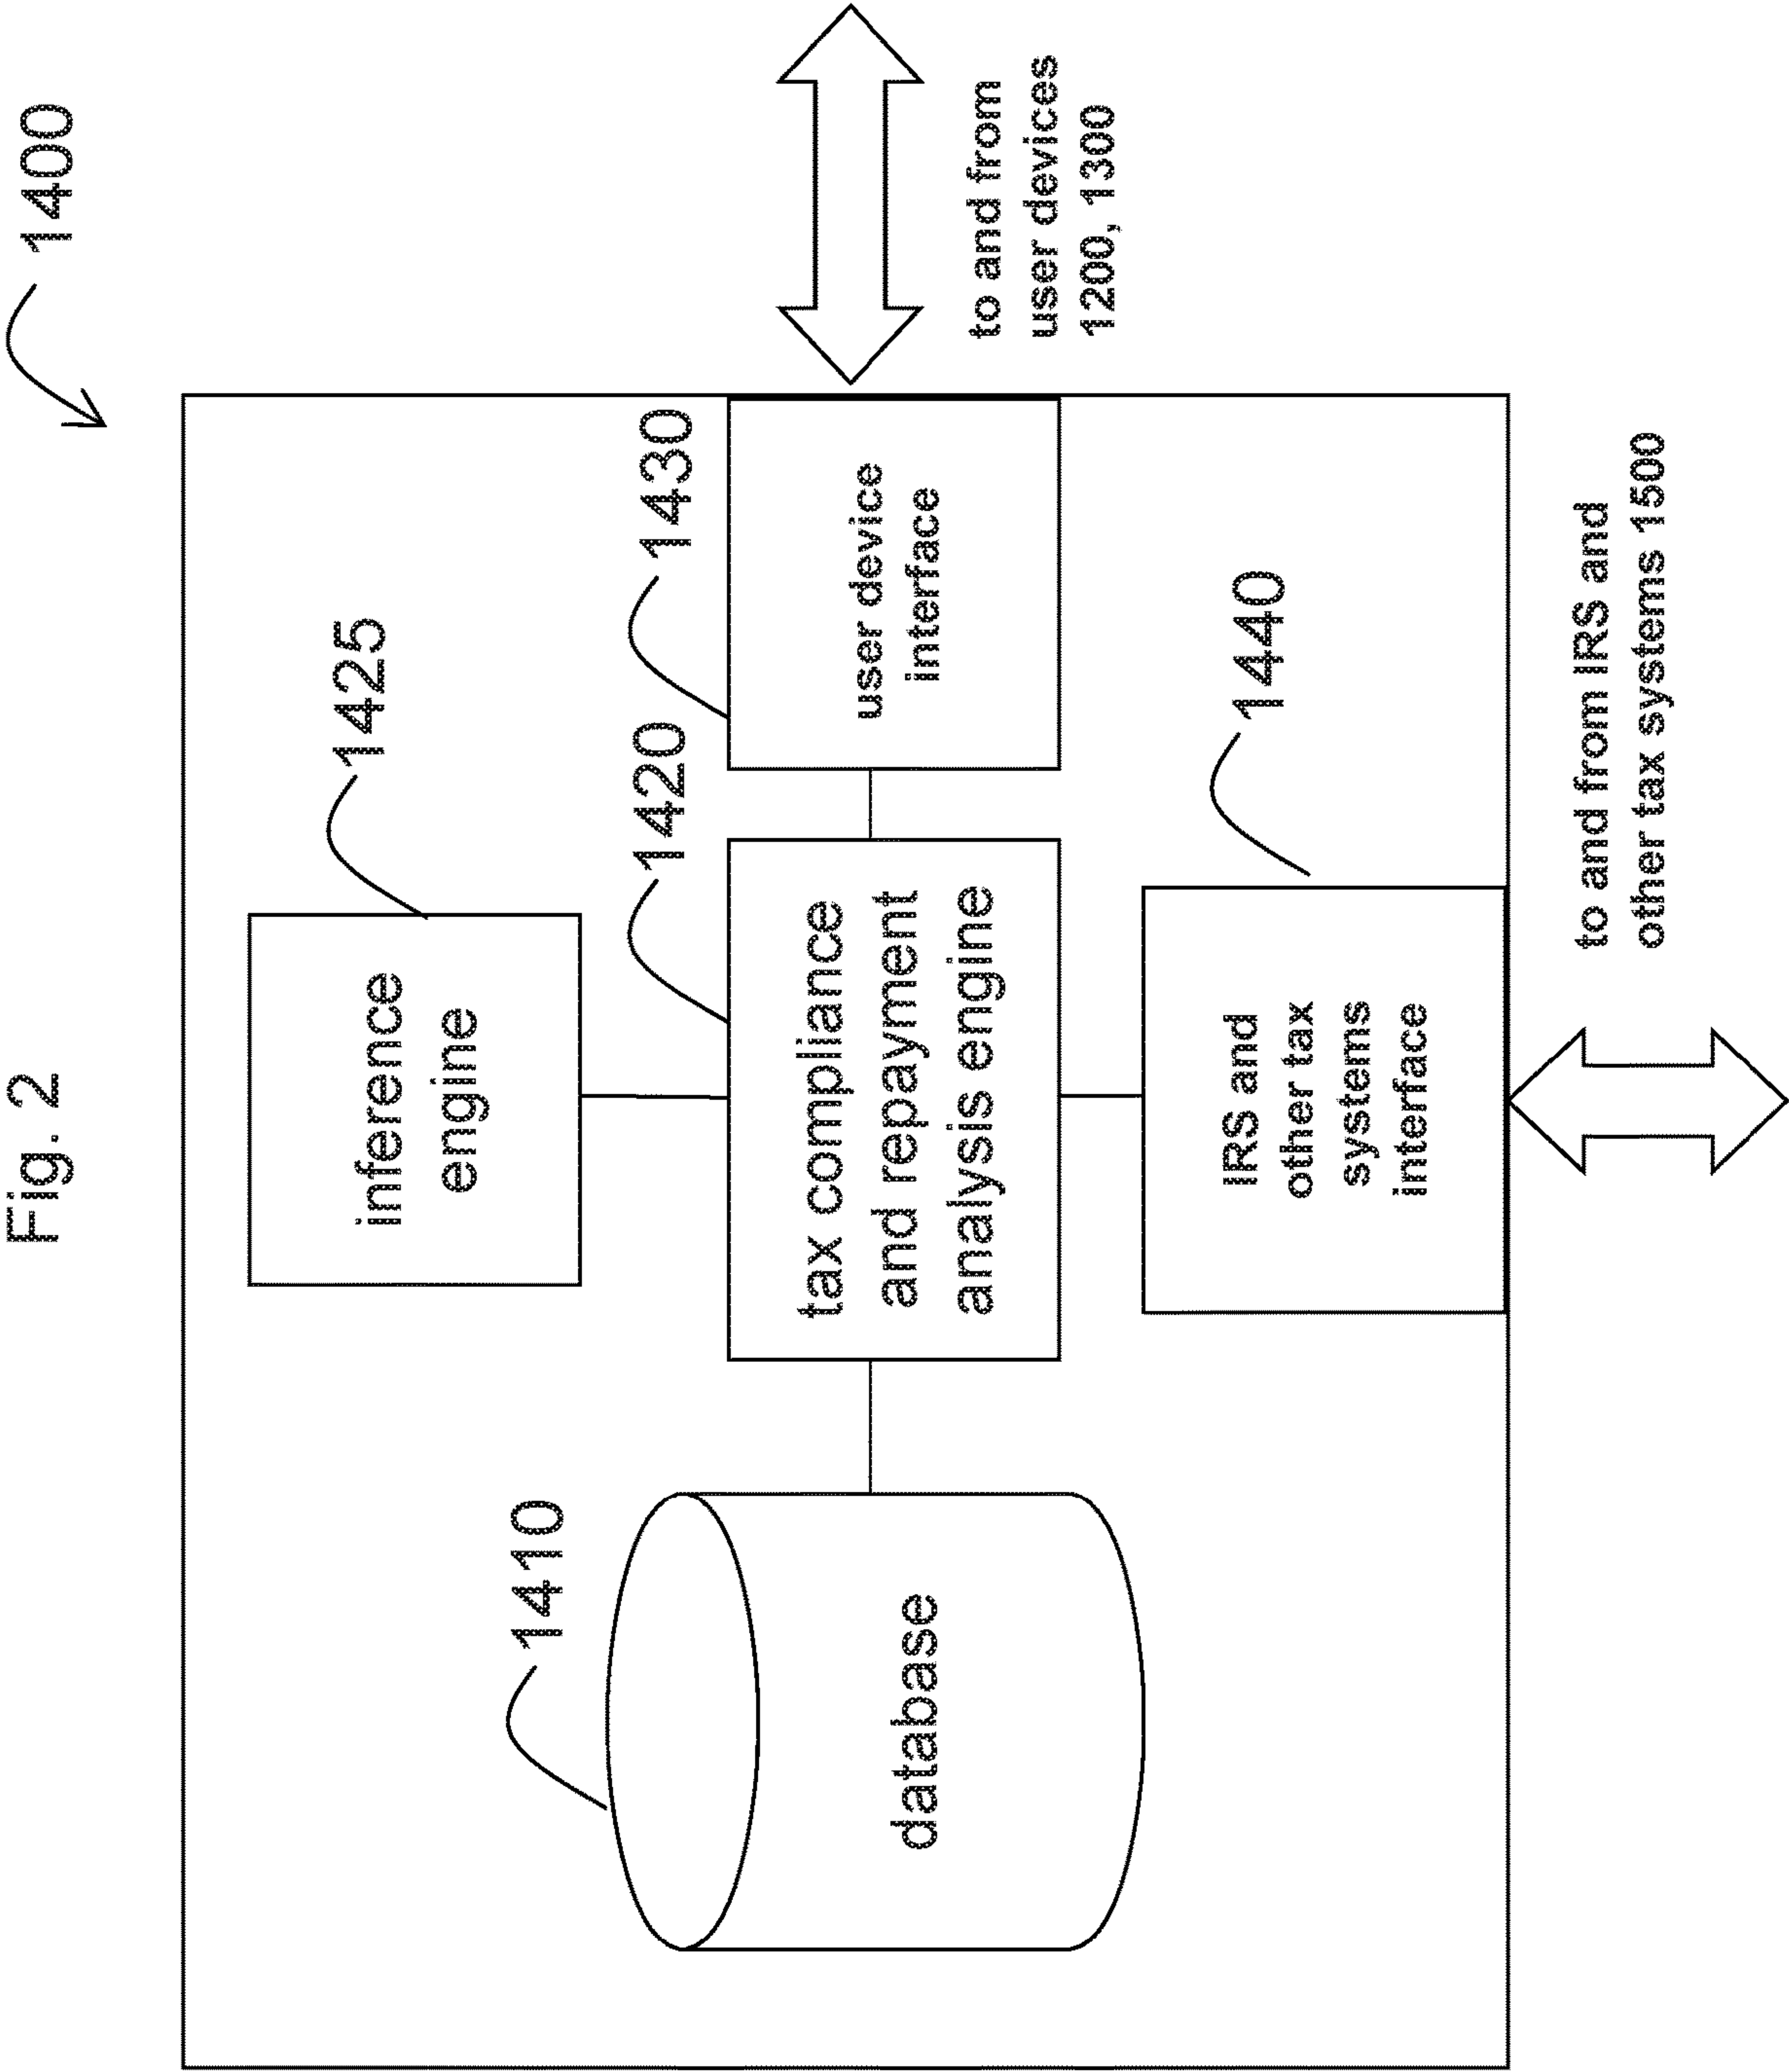 Fig. 2
1400
inference
engine
1425
1410
database
1420
tax compliance
and repayment
analysis engine
1430
user device
interface
to and from
user devices
1200, 1300
1440
IRS and
other tax
systems
interface
to and from IRS and
other tax systems 1500